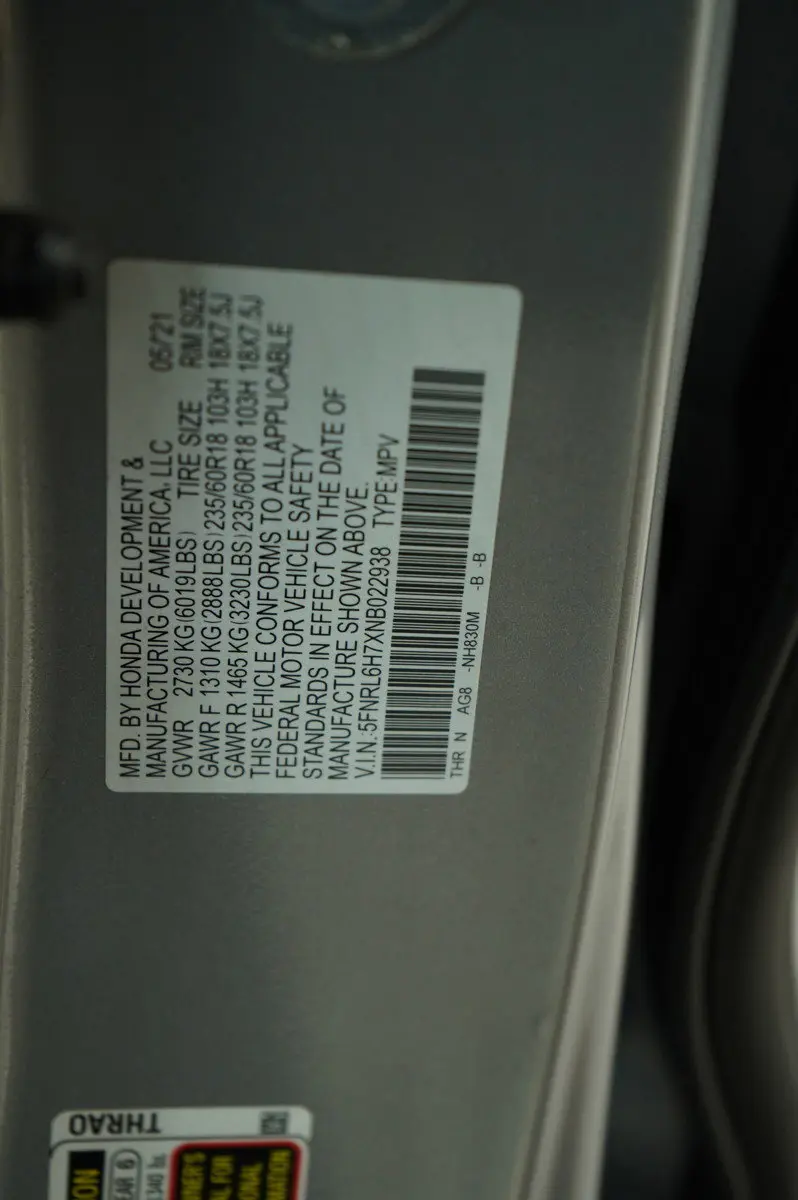 MFD. BY HONDA DEVELOPMENT &
MANUFACTURING OF AMERICA, LLC 05/21
GVWR 2730 KG(6019LBS) TIRE SIZE RIM SIZE
GAWR F 1310 KG(2888LBS)235/60R18 103H 18X7.5J
GAWR R 1465 KG(3230LBS)235/60R18 103H 18X7.5J
THIS VEHICLE CONFORMS TO ALL APPLICABLE
FEDERAL MOTOR VEHICLE SAFETY
STANDARDS IN EFFECT ON THE DATE OF
MANUFACTURE SHOWN ABOVE.
V.I.N.:5FNRL6H7XNB022938 TYPE:MPV
THR N AG8 -NH830M -B -B
THRA0